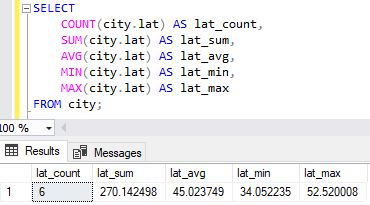 SELECT
COUNT(city.lat) AS lat_count,
SUM(city.lat) AS lat_sum,
AVG(city.lat) AS lat_avg,
MIN(city.lat) AS lat_min,
MAX(city.lat) AS lat_max
FROM city;
100 %
Results Messages
lat_count lat_sum lat_avg lat_min lat_max
1 6 270.142498 45.023749 34.052235 52.520008